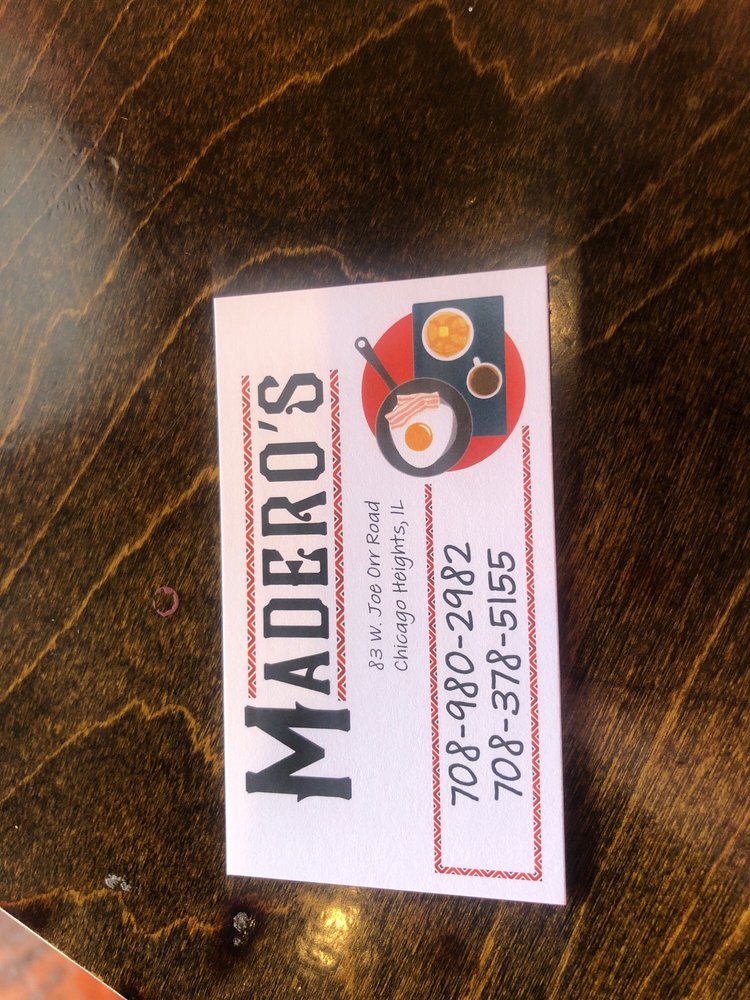 MADERO'S
83 W. Joe Orr Road
Chicago Heights, IL
708-980-2982
708-378-5155